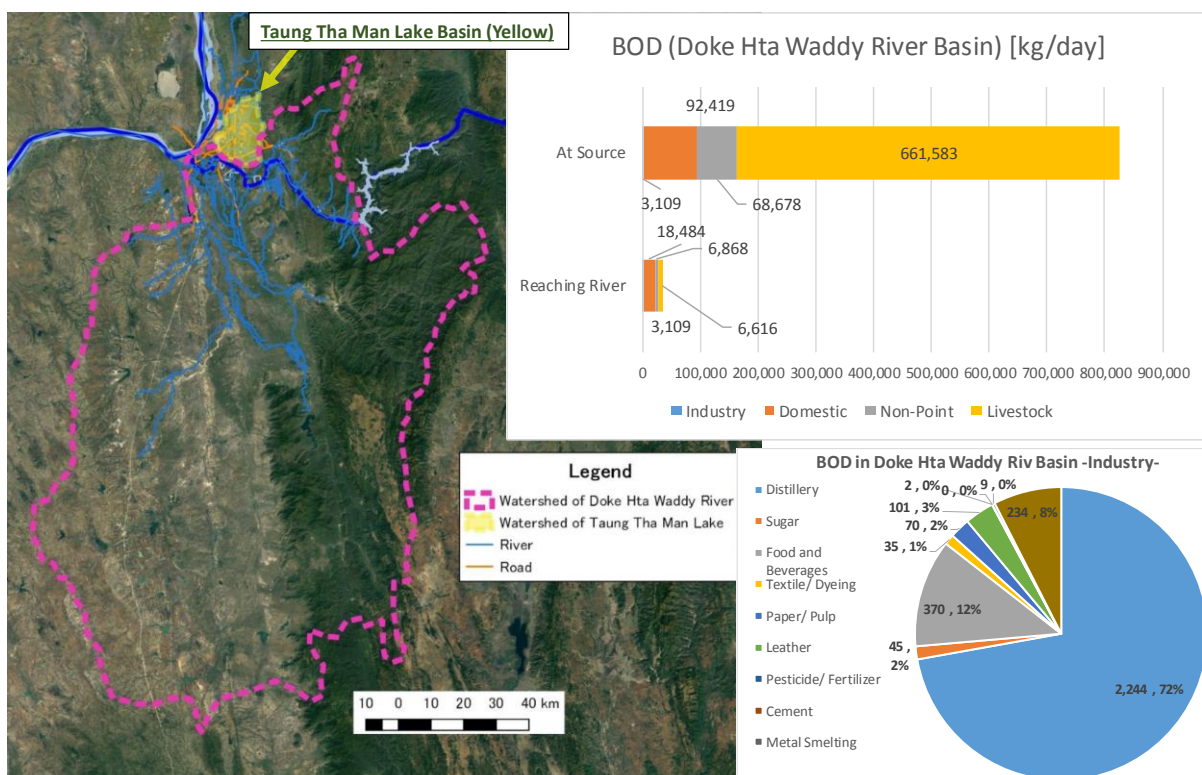 Taung Tha Man Lake Basin (Yellow)
BOD (Doke Hta Waddy River Basin) [kg/day]
92,419
At Source
661,583
3,109
68,678
18,484
6,868
Reaching River
3,109
6,616
0
100,000
200,000
300,000
400,000
500,000
600,000
700,000
800,000
900,000
Industry
Domestic
Non-Point
Livestock
Legend
Watershed of Doke Hta Waddy River
Watershed of Taung Tha Man Lake
River
Road
10 0 10 20 30 40 km
BOD in Doke Hta Waddy Riv Basin -Industry-
Distillery
Sugar
Food and
Beverages
Textile/ Dyeing
Paper/ Pulp
Leather
Pesticide/ Fertilizer
Cement
Metal Smelting
2 , 0%
0 , 0%
9 , 0%
101 , 3%
234 , 8%
70 , 2%
35 , 1%
370 , 12%
45 ,
2%
2,244 , 72%